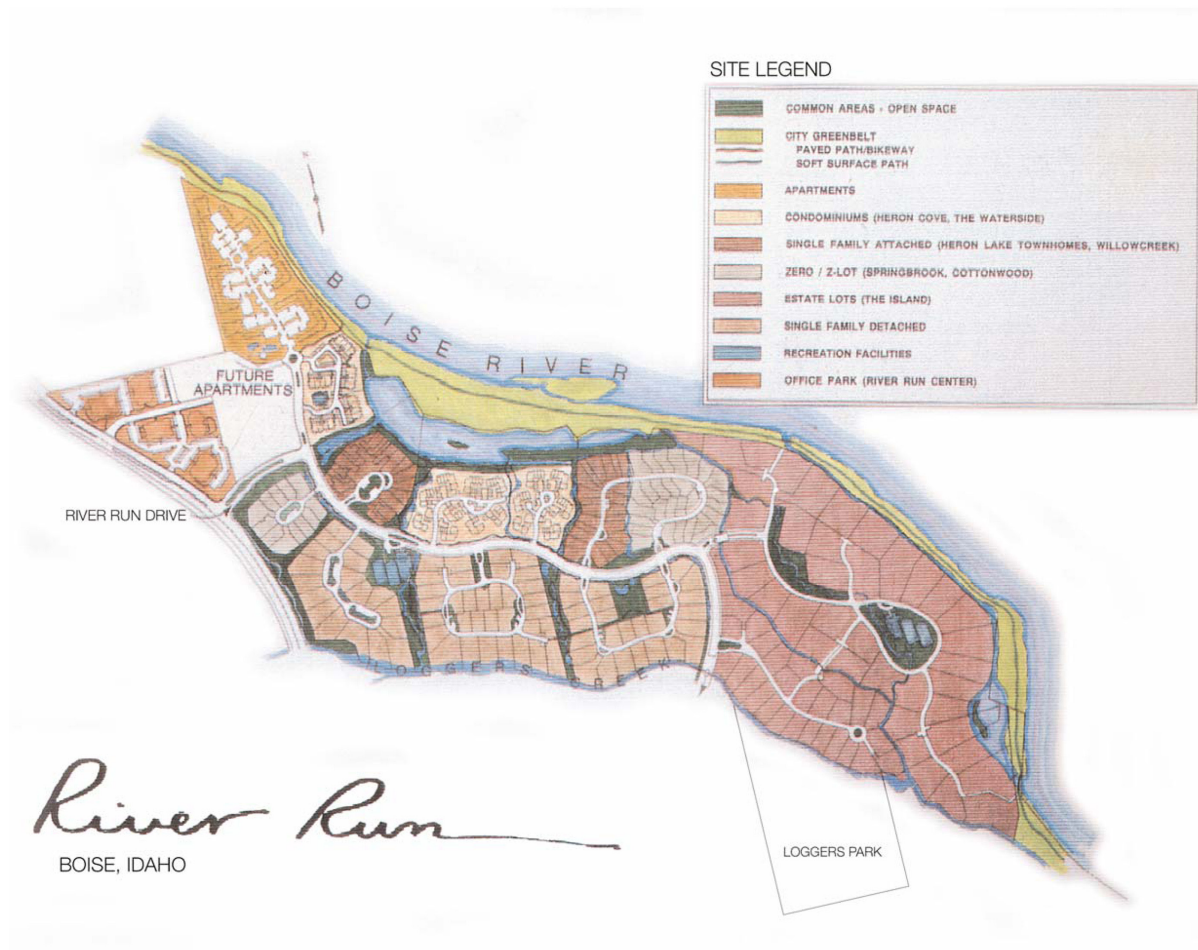 SITE LEGEND
COMMON AREAS - OPEN SPACE
CITY GREENBELT
PAVED PATH/BIKEWAY
SOFT SURFACE PATH
APARTMENTS
CONDOMINIUMS (HERON COVE, THE WATERSIDE)
SINGLE FAMILY ATTACHED (HERON LAKE TOWNHOMES, WILLOWCREEK)
ZERO / Z-LOT (SPRINGBROOK, COTTONWOOD)
ESTATE LOTS (THE ISLAND)
SINGLE FAMILY DETACHED
RECREATION FACILITIES
OFFICE PARK (RIVER RUN CENTER)
BOISE RIVER
FUTURE
APARTMENTS
RIVER RUN DRIVE
LOGGERS CREEK
River Run
BOISE, IDAHO
LOGGERS PARK